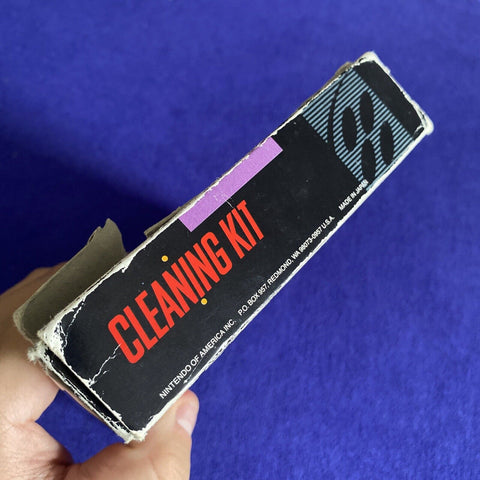 CLEANING KIT
NINTENDO OF AMERICA INC. P.O. BOX 957, REDMOND, WA 98073-0957 U.S.A. MADE IN JAPAN